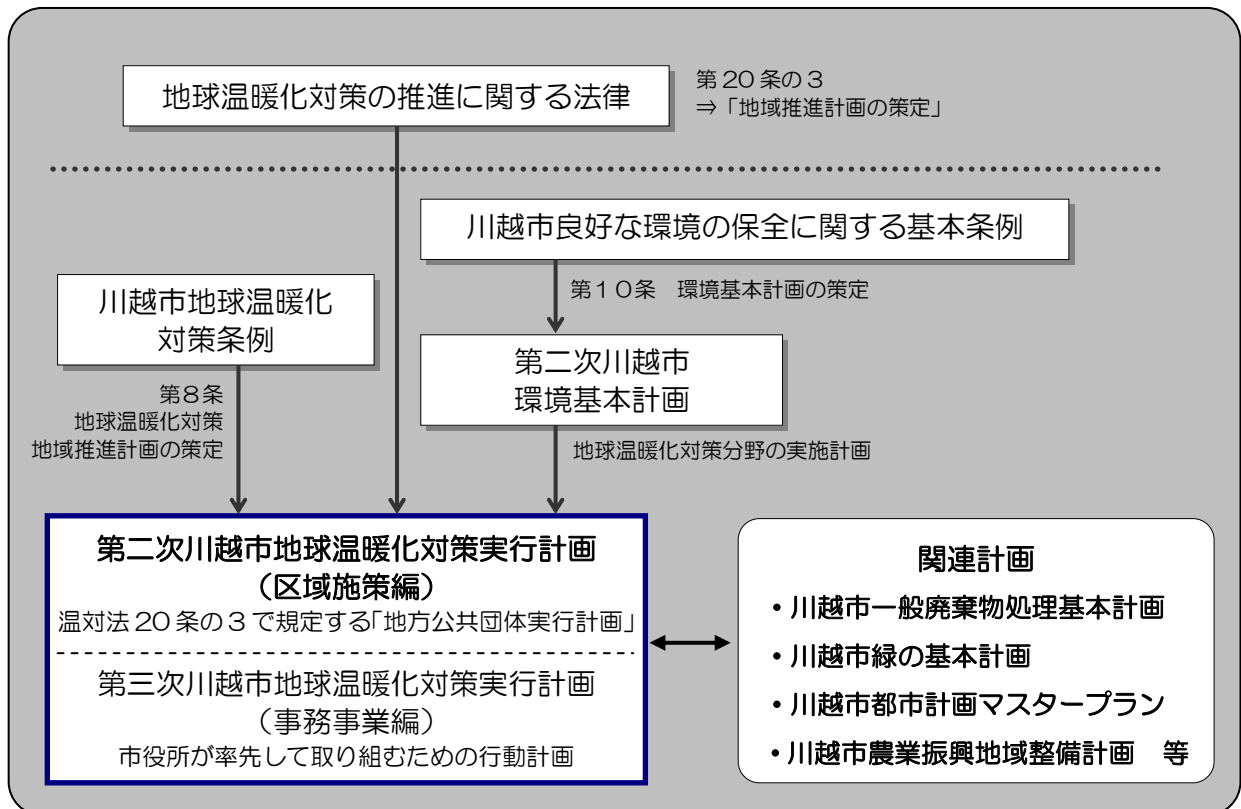 地球温暖化対策の推進に関する法律
第20条の3
⇒「地域推進計画の策定」
川越市良好な環境の保全に関する基本条例
第１０条　環境基本計画の策定
川越市地球温暖化
対策条例
第二次川越市
環境基本計画
第８条
地球温暖化対策
地域推進計画の策定
地球温暖化対策分野の実施計画
第二次川越市地球温暖化対策実行計画
（区域施策編）
温対法20条の3で規定する「地方公共団体実行計画」
第三次川越市地球温暖化対策実行計画
（事務事業編）
市役所が率先して取り組むための行動計画
関連計画
・川越市一般廃棄物処理基本計画
・川越市緑の基本計画
・川越市都市計画マスタープラン
・川越市農業振興地域整備計画　等